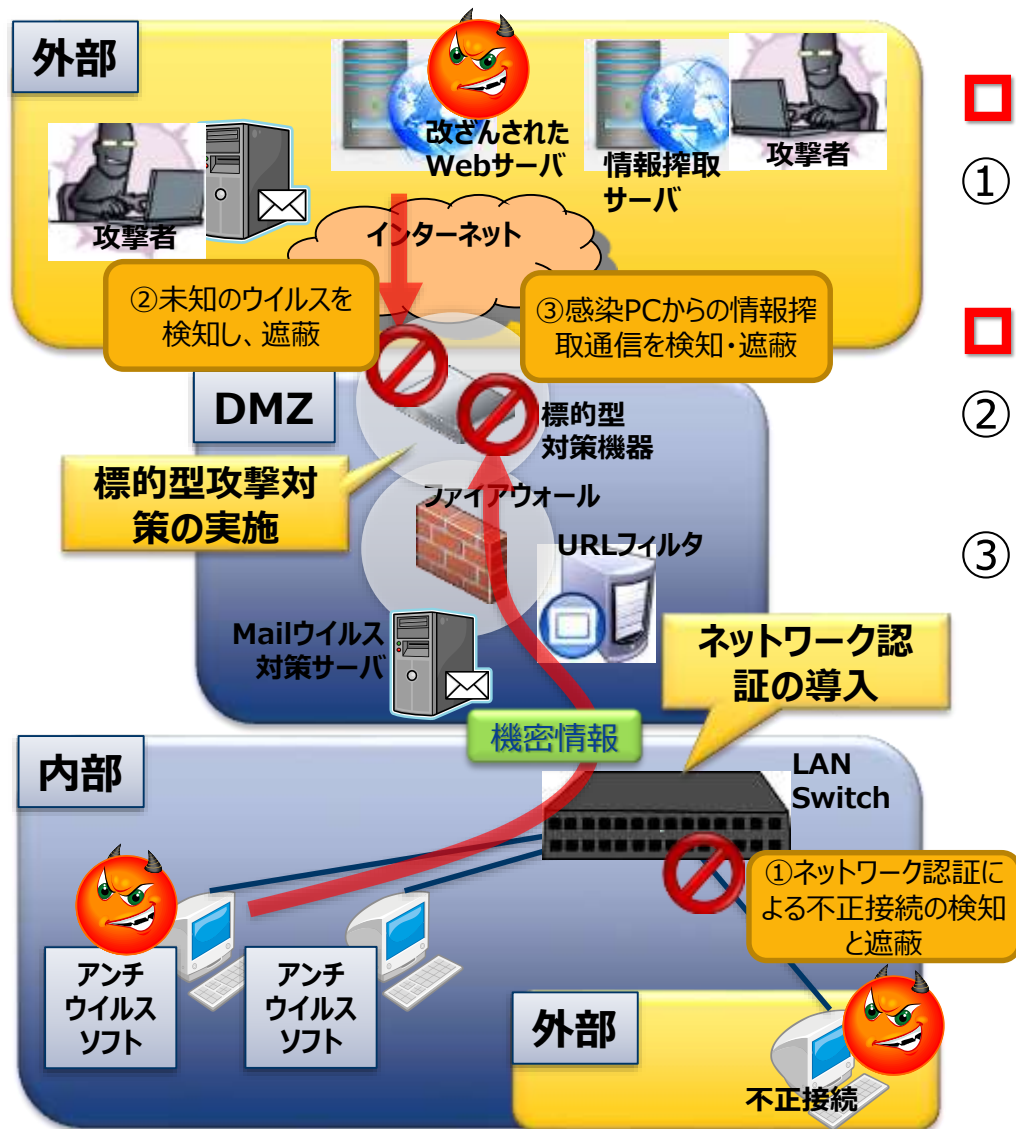 外部
改ざんされた
Webサーバ
情報搾取
サーバ
攻撃者
攻撃者
インターネット
②未知のウイルスを
検知し、遮蔽
③感染PCからの情報搾
取通信を検知・遮蔽
①
②
③
DMZ
標的型
対策機器
標的型攻撃対
策の実施
ファイアウォール
URLフィルタ
Mailウイルス
対策サーバ
ネットワーク認
証の導入
機密情報
内部
LAN
Switch
①ネットワーク認証に
よる不正接続の検知
と遮蔽
アンチ
ウイルス
ソフト
アンチ
ウイルス
ソフト
外部
不正接続